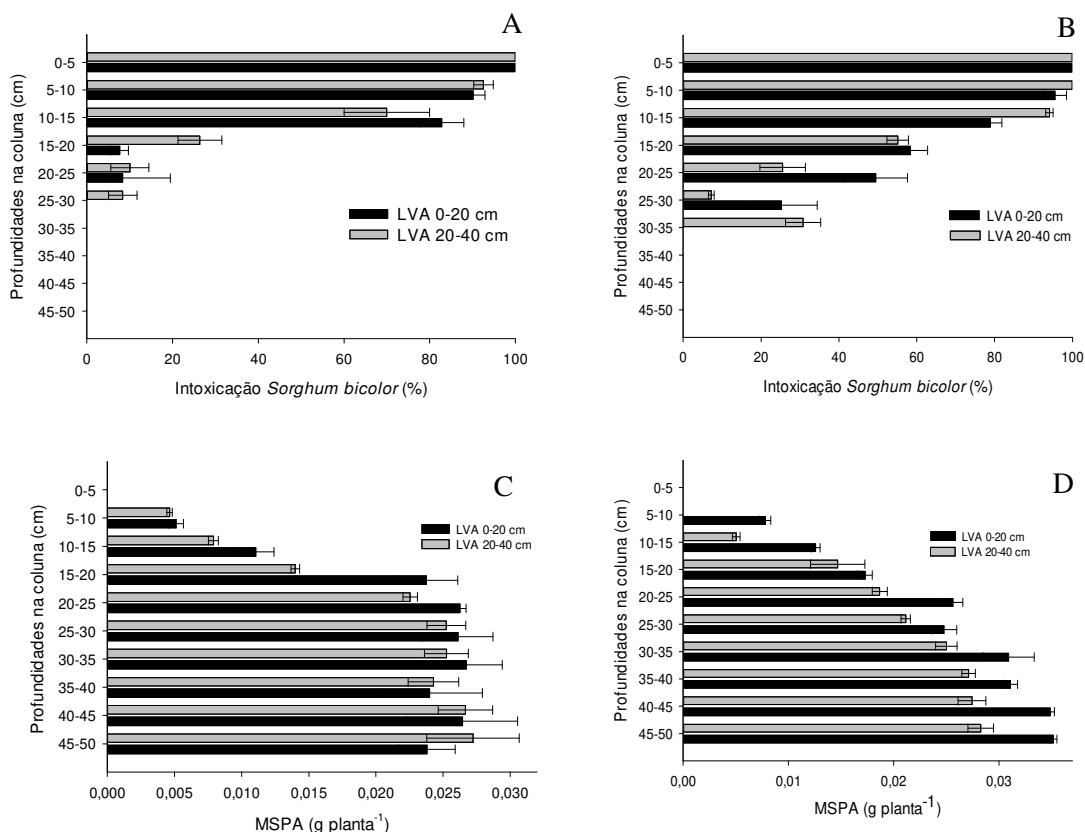 A
Profundidades na coluna (cm)
0-5
5-10
10-15
15-20
20-25
25-30
30-35
35-40
40-45
45-50
LVA 0-20 cm
LVA 20-40 cm
0 20 40 60 80 100
Intoxicação Sorghum bicolor (%)
B
Profundidades na coluna (cm)
0-5
5-10
10-15
15-20
20-25
25-30
30-35
35-40
40-45
45-50
LVA 0-20 cm
LVA 20-40 cm
0 20 40 60 80 100
Intoxicação Sorghum bicolor (%)
C
Profundidades na coluna (cm)
0-5
5-10
10-15
15-20
20-25
25-30
30-35
35-40
40-45
45-50
LVA 0-20 cm
LVA 20-40 cm
0,000 0,005 0,010 0,015 0,020 0,025 0,030
MSPA (g planta⁻¹)
D
Profundidades na coluna (cm)
0-5
5-10
10-15
15-20
20-25
25-30
30-35
35-40
40-45
45-50
LVA 0-20 cm
LVA 20-40 cm
0,00 0,01 0,02 0,03
MSPA (g planta⁻¹)